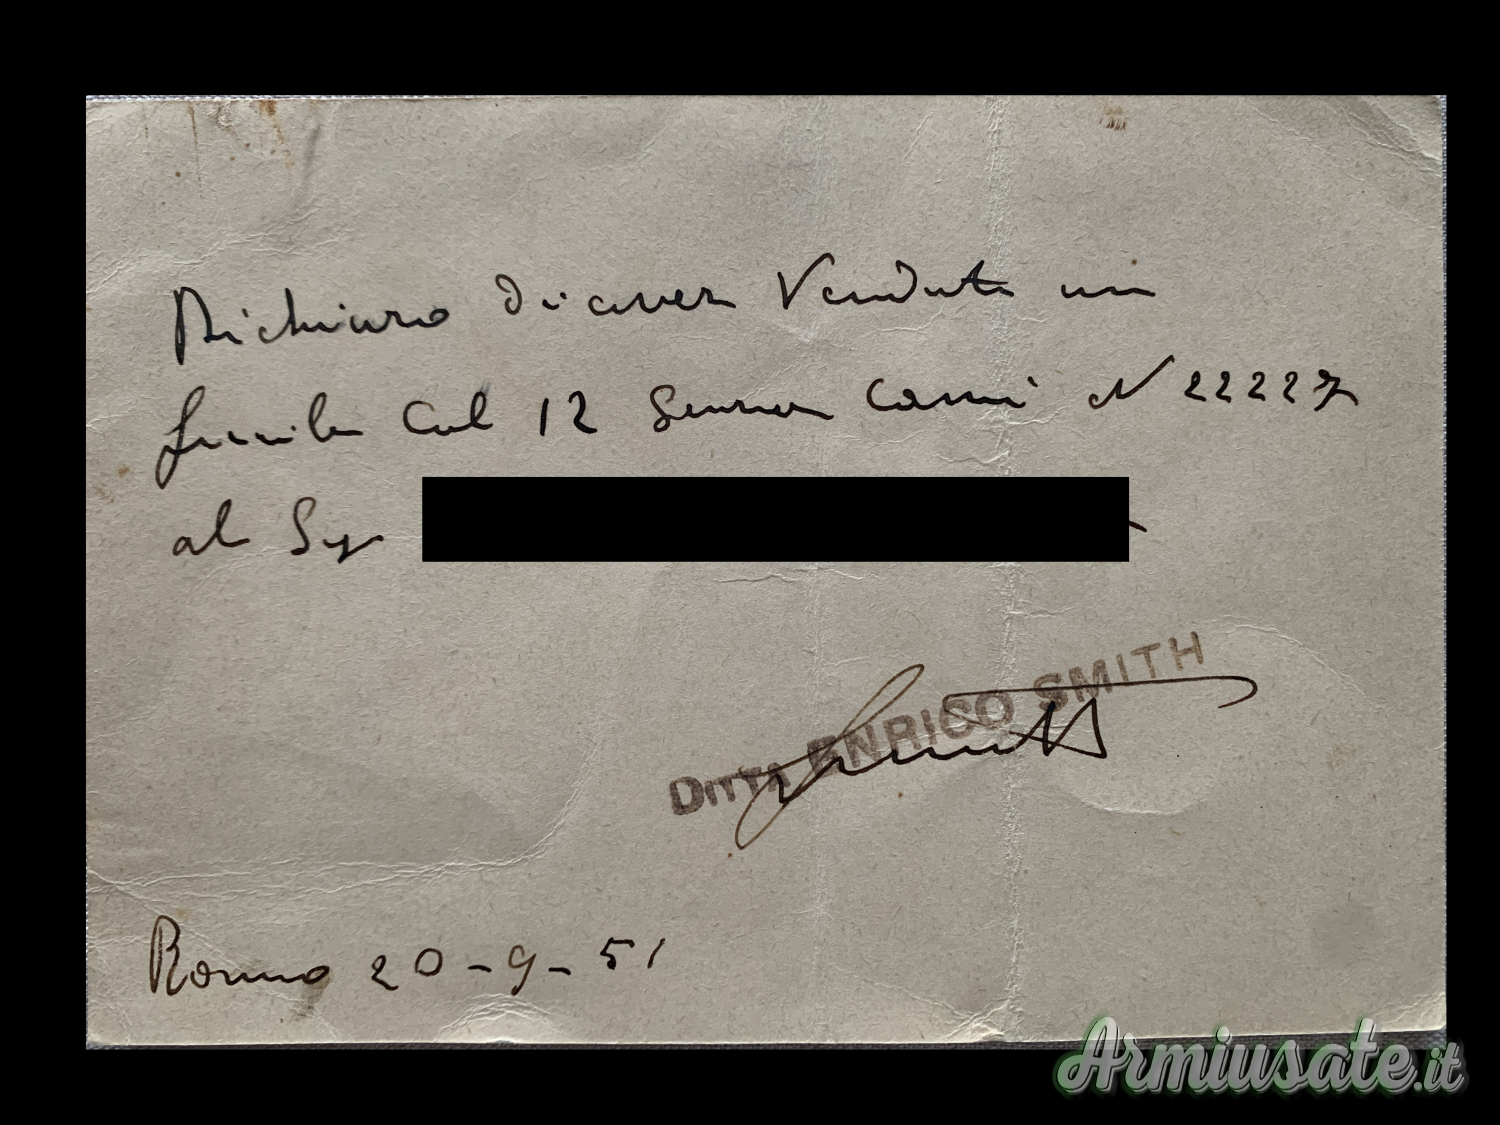 Dichiaro di aver Venduto un
fucile Cal 12 senza cani N 22227
al Sig
DITTA ENRICO SMITH
Roma 20-9-51
Armiusate.it